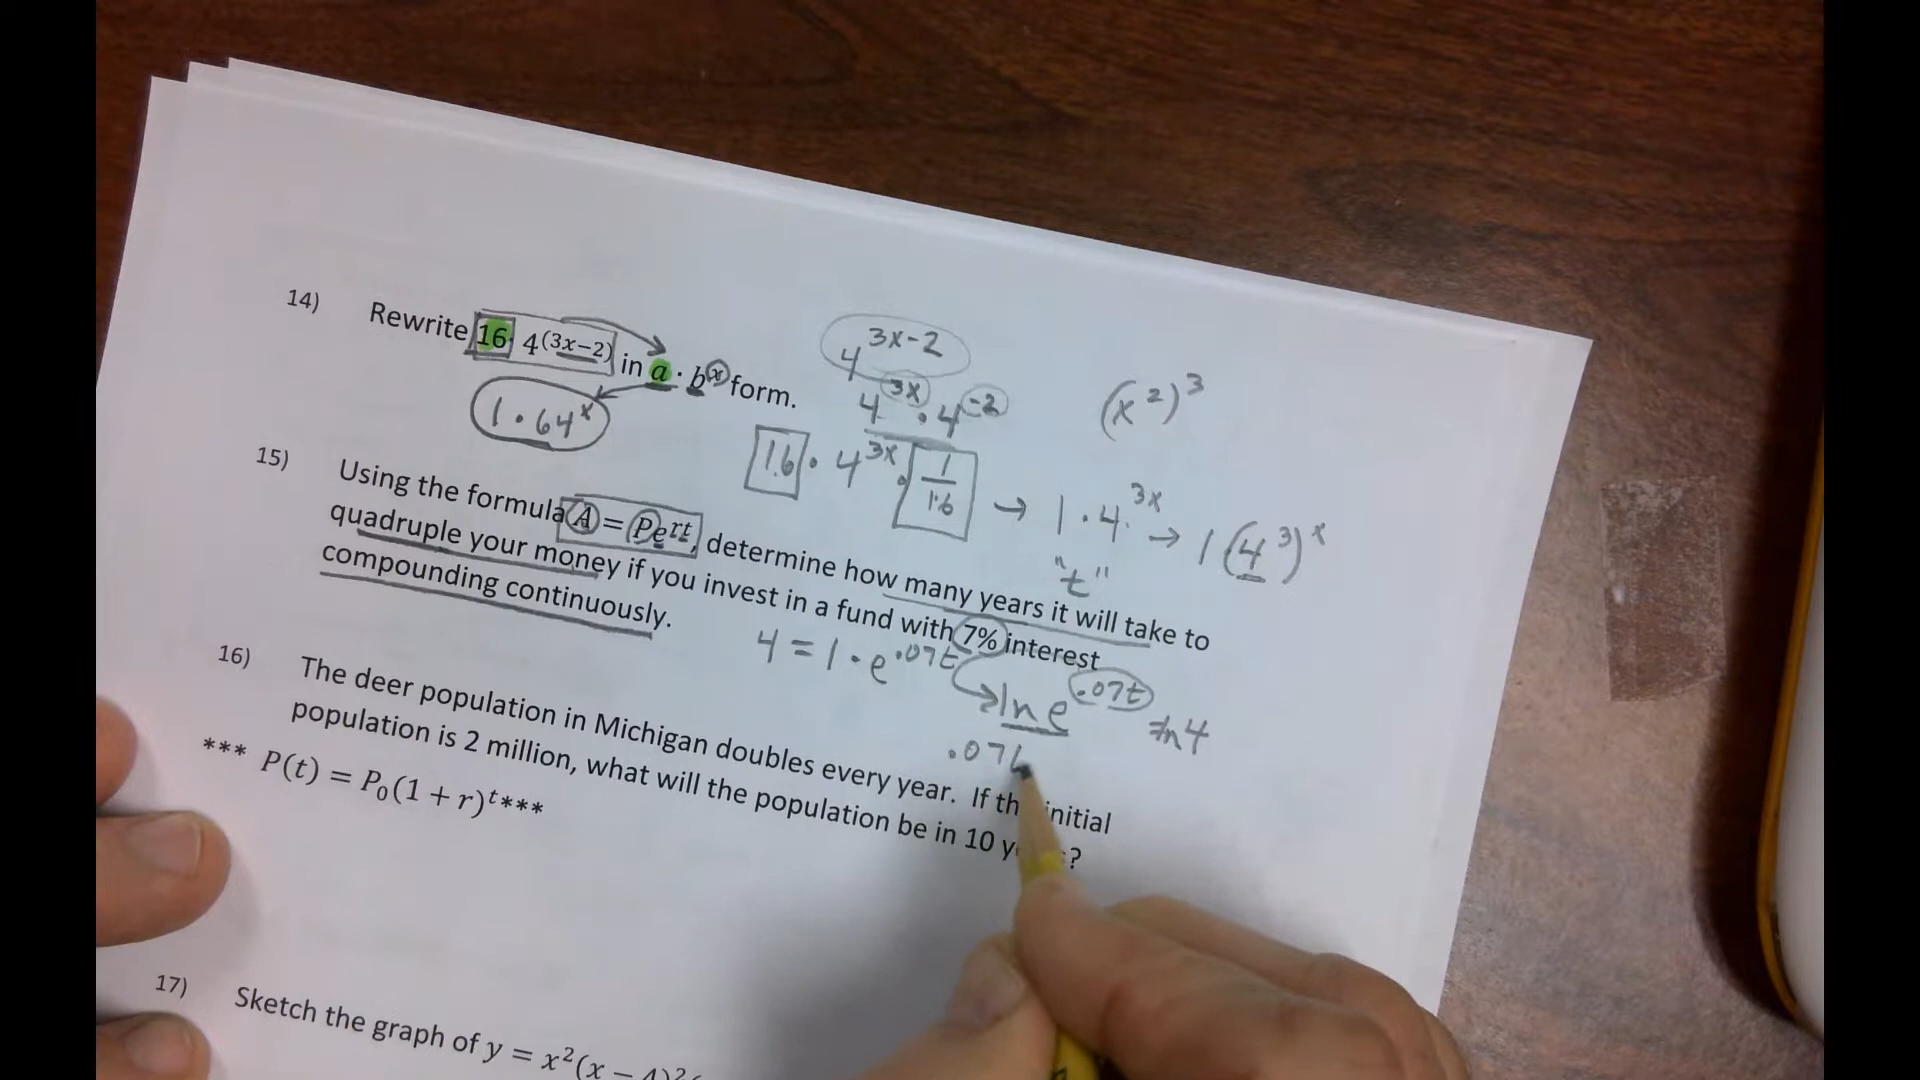 14) Rewrite 16 · 4^(3x−2) in a · b^x form.
1 · 64^x
4^3x-2
4^3x · 4^-2
16 · 4^3x · 1/16 → 1 · 4^3x → 1(4^3)^x
(x^2)^3
15) Using the formula A = Pe^rt, determine how many years it will take to
"t"
quadruple your money if you invest in a fund with 7% interest
compounding continuously.
4 = 1 · e^.07t
ln e^.07t = ln 4
.07t
16) The deer population in Michigan doubles every year. If the initial
population is 2 million, what will the population be in 10
*** P(t) = P₀(1 + r)^t***
17) Sketch the graph of y = x²(x − 4)²(